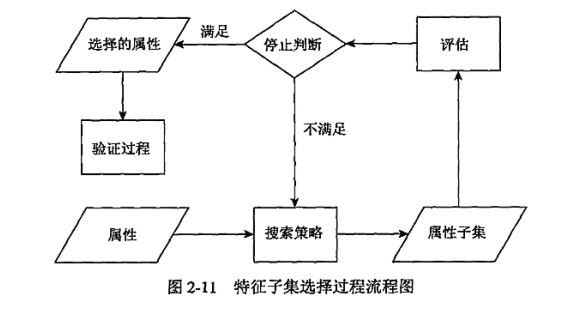 选择的属性
满足
停止判断
评估
验证过程
不满足
属性
搜索策略
属性子集
图 2-11 特征子集选择过程流程图